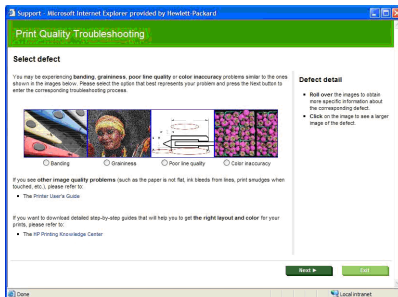 Support - Microsoft Internet Explorer provided by Hewlett-Packard
Print Quality Troubleshooting
Select defect
You may be experiencing banding, graininess, poor line quality or color inaccuracy problems similar to the ones
shown in the images below. Please select the option that best represents your problem and press the Next button to
enter the corresponding troubleshooting process.
Banding
Graininess
Poor line quality
Color inaccuracy
If you see other image quality problems (such as the paper is not flat, ink bleeds from lines, print smudges when
touched, etc.), please refer to:
The Printer User's Guide
If you want to download detailed step-by-step guides that will help you to get the right layout and color for your
prints, please refer to:
The HP Printing Knowledge Center
Defect detail
Roll over the images to obtain
more specific information about
the corresponding defect.
Click on the image to see a larger
image of the defect.
Next
Exit
Done
Local intranet